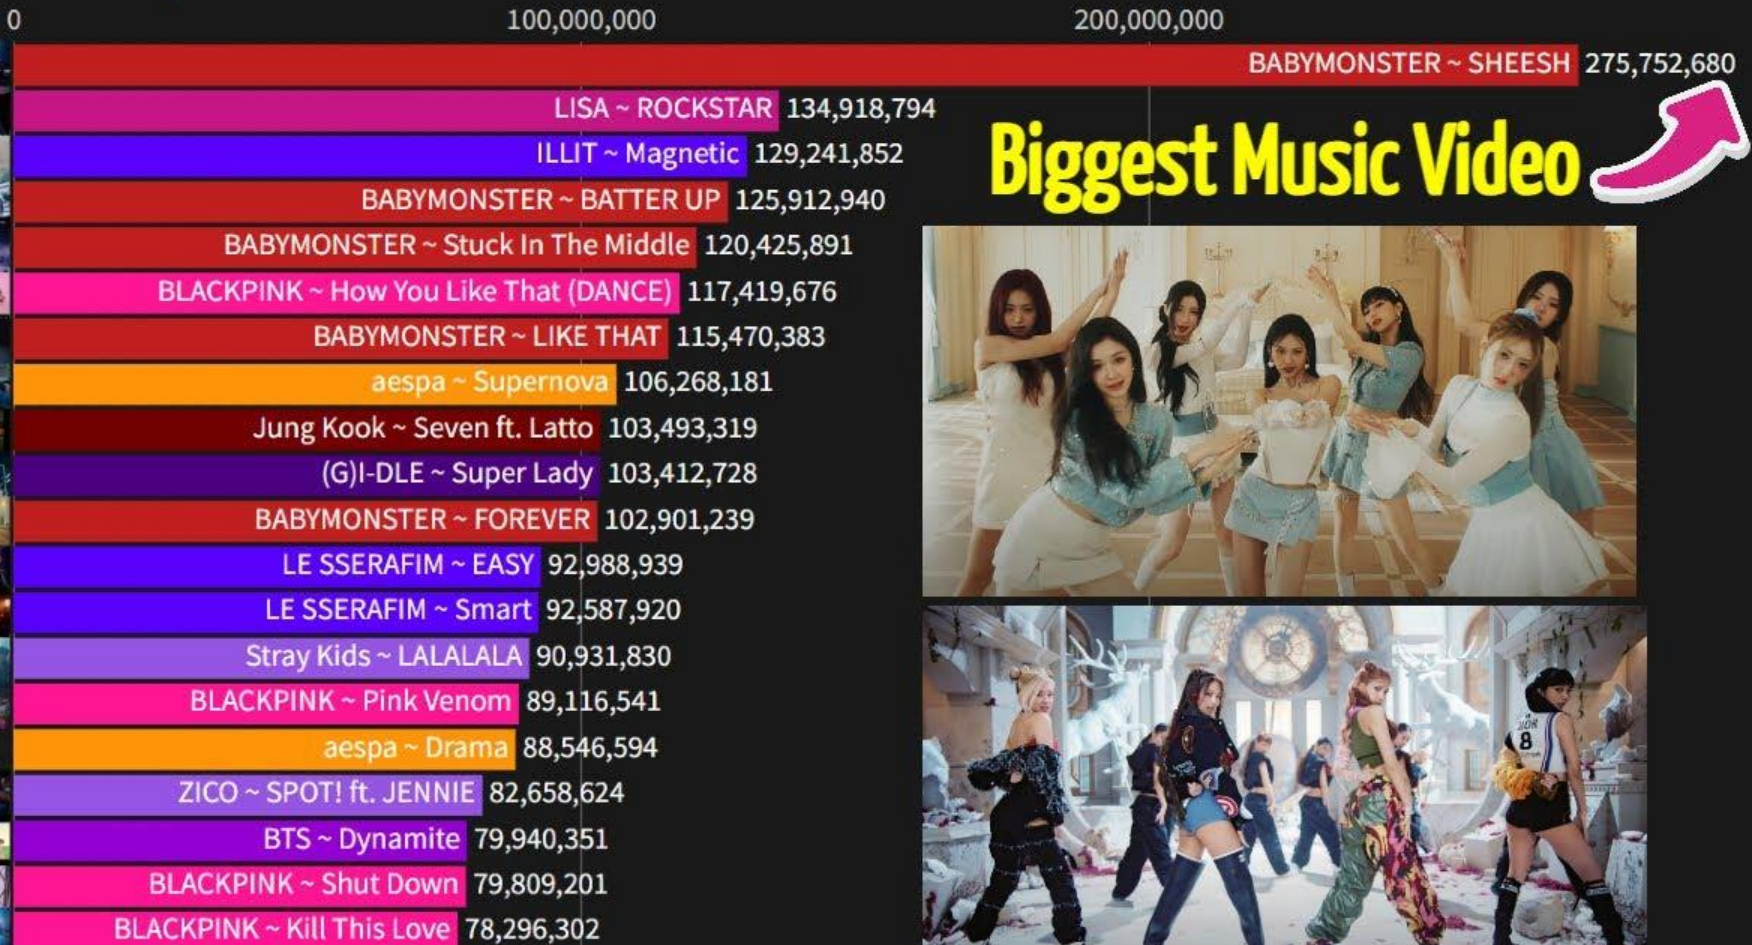 0 100,000,000 200,000,000
BABYMONSTER ~ SHEESH 275,752,680
LISA ~ ROCKSTAR 134,918,794
ILLIT ~ Magnetic 129,241,852
Biggest Music Video
BABYMONSTER ~ BATTER UP 125,912,940
BABYMONSTER ~ Stuck In The Middle 120,425,891
BLACKPINK ~ How You Like That (DANCE) 117,419,676
BABYMONSTER ~ LIKE THAT 115,470,383
aespa ~ Supernova 106,268,181
Jung Kook ~ Seven ft. Latto 103,493,319
(G)I-DLE ~ Super Lady 103,412,728
BABYMONSTER ~ FOREVER 102,901,239
LE SSERAFIM ~ EASY 92,988,939
LE SSERAFIM ~ Smart 92,587,920
Stray Kids ~ LALALALA 90,931,830
BLACKPINK ~ Pink Venom 89,116,541
aespa ~ Drama 88,546,594
ZICO ~ SPOT! ft. JENNIE 82,658,624
BTS ~ Dynamite 79,940,351
BLACKPINK ~ Shut Down 79,809,201
BLACKPINK ~ Kill This Love 78,296,302
8